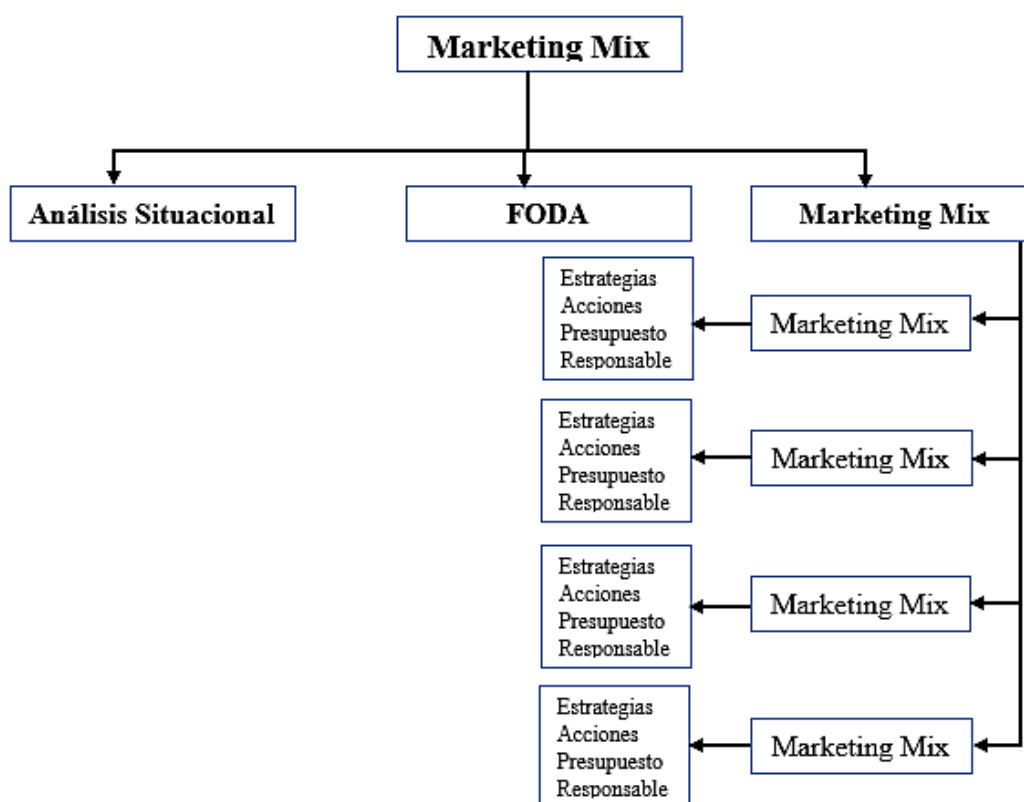 Marketing Mix
Análisis Situacional
FODA
Marketing Mix
Estrategias
Acciones
Presupuesto
Responsable
Marketing Mix
Estrategias
Acciones
Presupuesto
Responsable
Marketing Mix
Estrategias
Acciones
Presupuesto
Responsable
Marketing Mix
Estrategias
Acciones
Presupuesto
Responsable
Marketing Mix